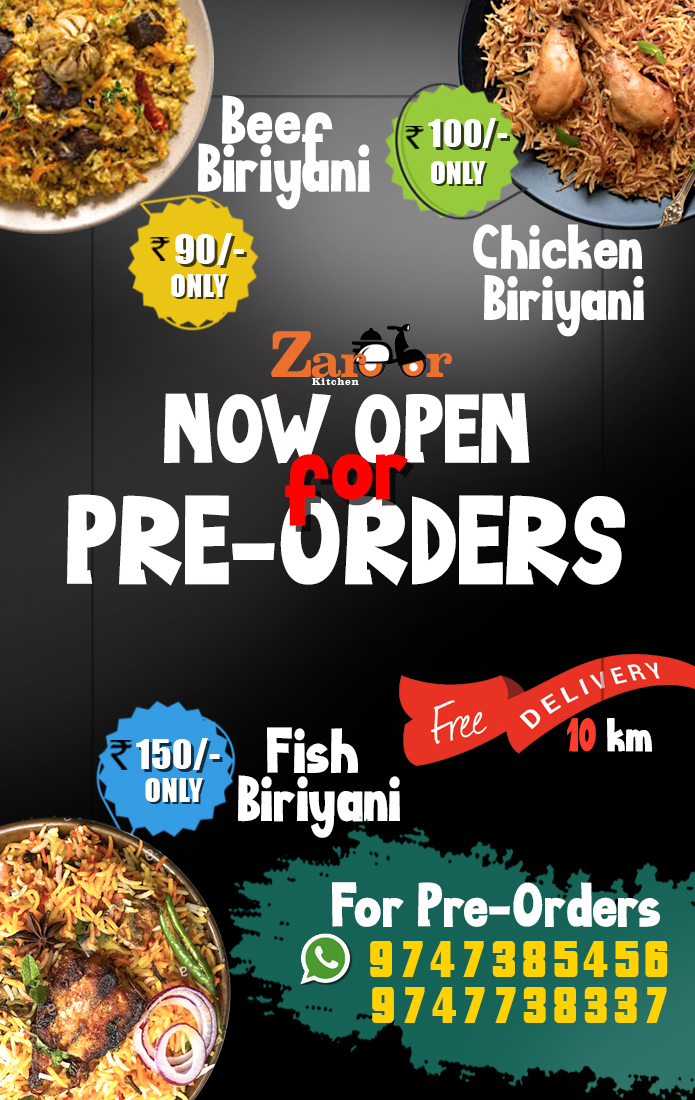 Beef
Biriyani
₹ 100/-
ONLY
₹ 90/-
ONLY
Chicken
Biriyani
Zaroor
Kitchen
NOW OPEN
for
PRE-ORDERS
Free DELIVERY
10 km
₹ 150/-
ONLY
Fish
Biriyani
For Pre-Orders
9747385456
9747738337